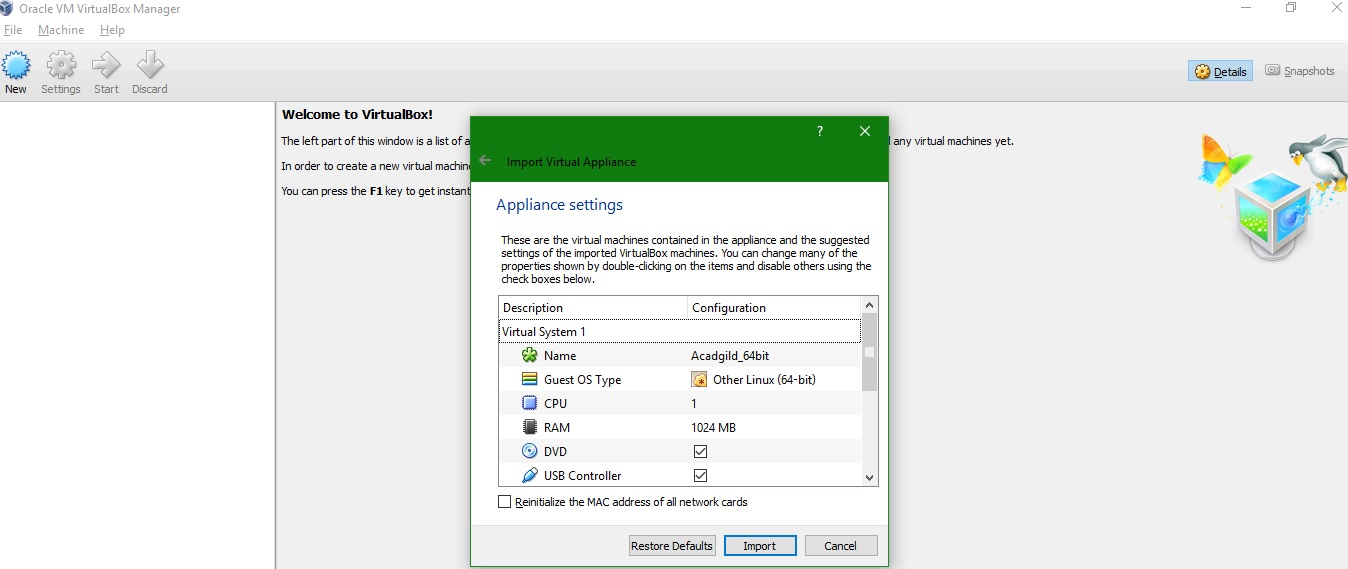 Oracle VM VirtualBox Manager
File Machine Help
New Settings Start Discard
Details Snapshots
Welcome to VirtualBox!
The left part of this window is a list of a
any virtual machines yet.
In order to create a new virtual machin
You can press the F1 key to get instant
?
Import Virtual Appliance
Appliance settings
These are the virtual machines contained in the appliance and the suggested
settings of the imported VirtualBox machines. You can change many of the
properties shown by double-clicking on the items and disable others using the
check boxes below.
Description Configuration
Virtual System 1
Name Acadgild_64bit
Guest OS Type Other Linux (64-bit)
CPU 1
RAM 1024 MB
DVD
USB Controller
Reinitialize the MAC address of all network cards
Restore Defaults Import Cancel